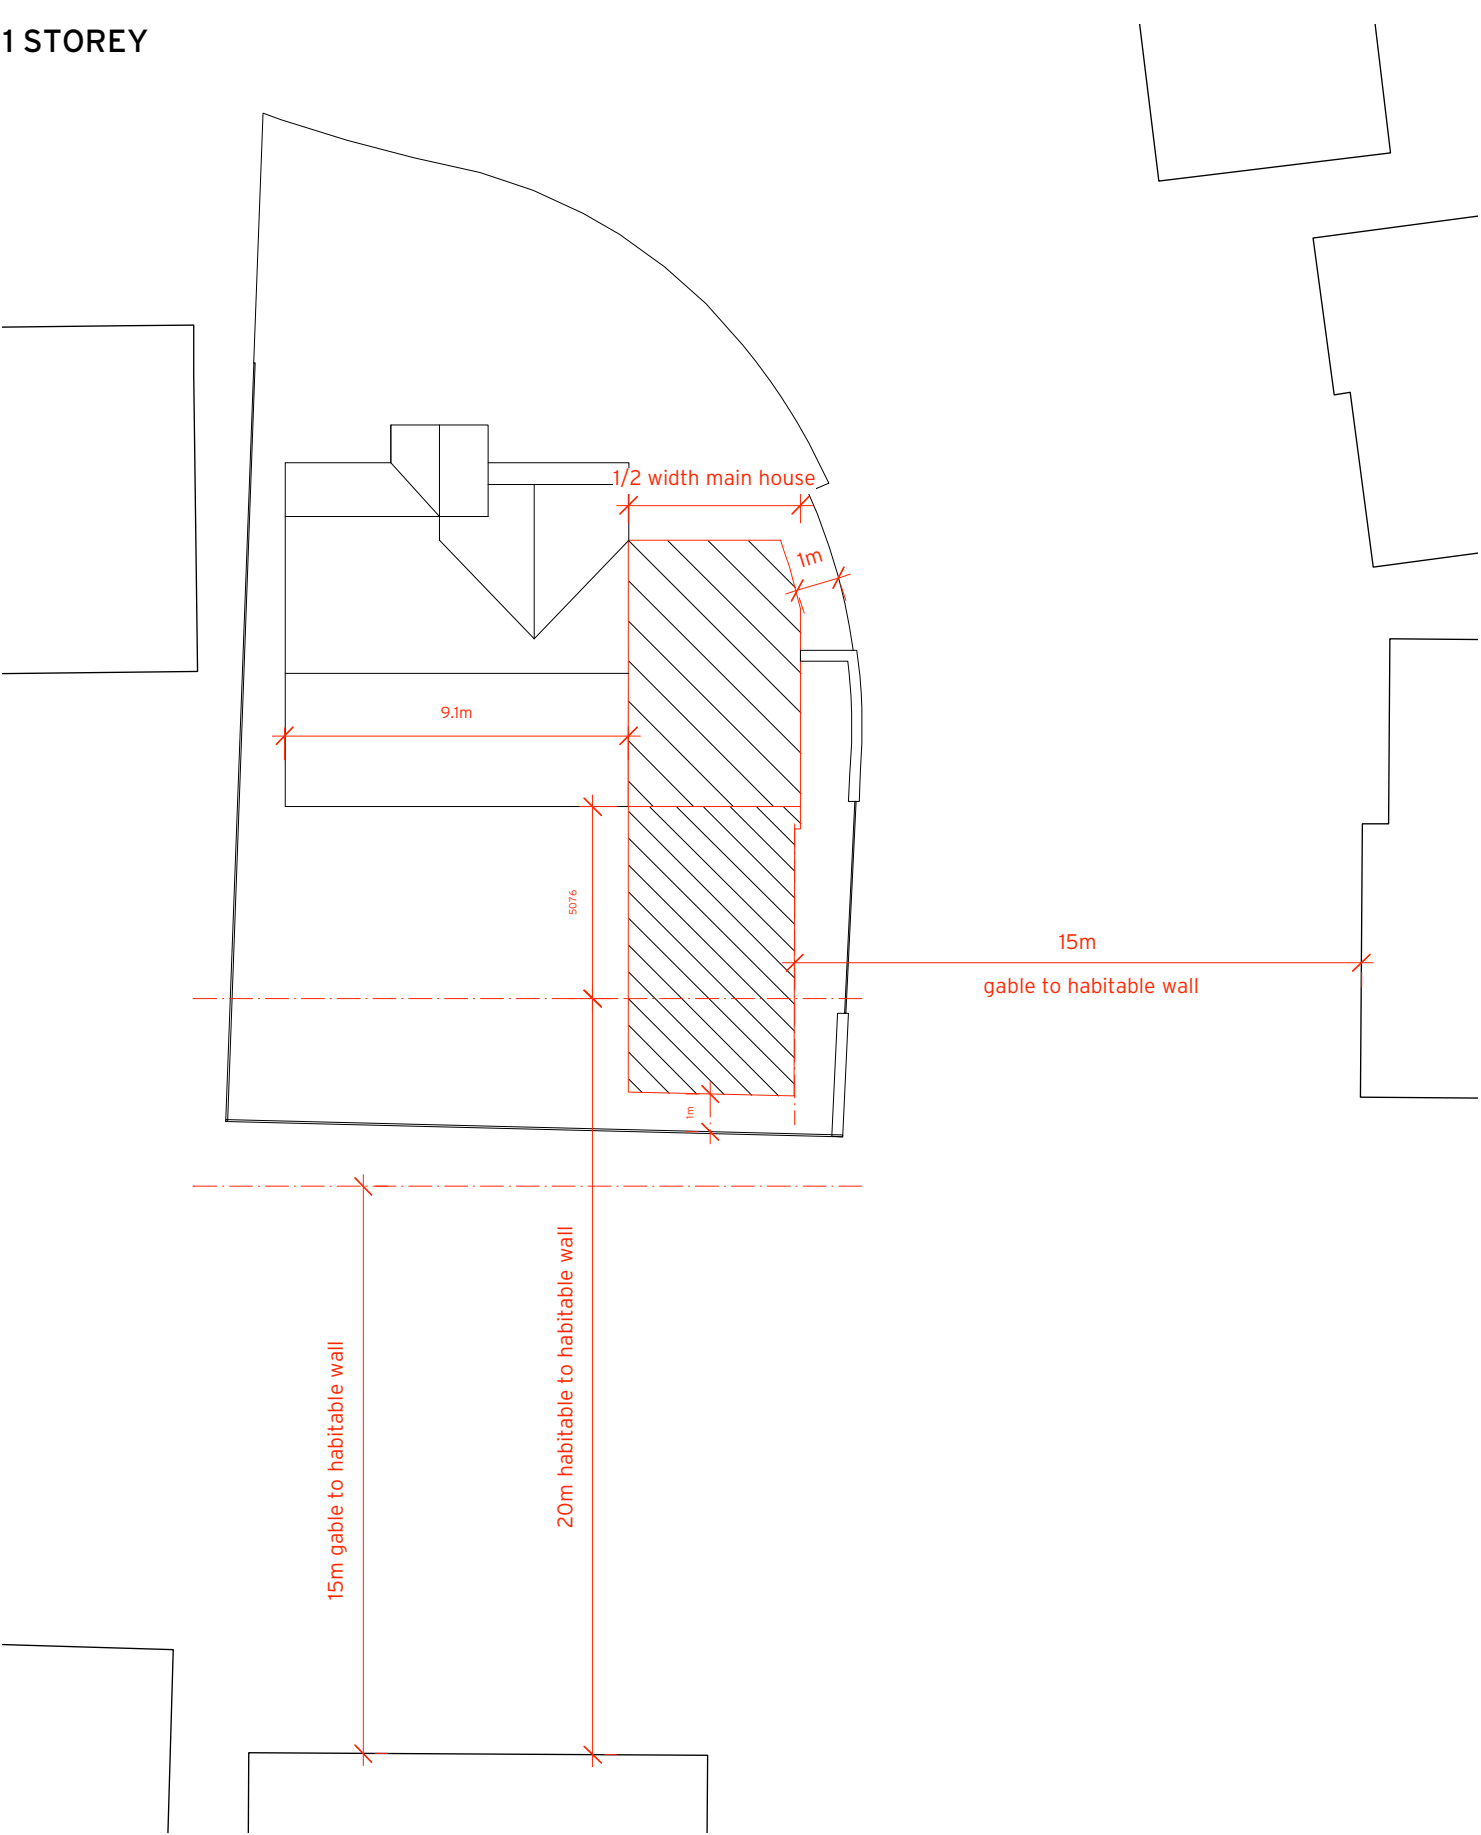 1 STOREY
1/2 width main house
1m
9.1m
5076
15m
gable to habitable wall
1m
20m habitable to habitable wall
15m gable to habitable wall